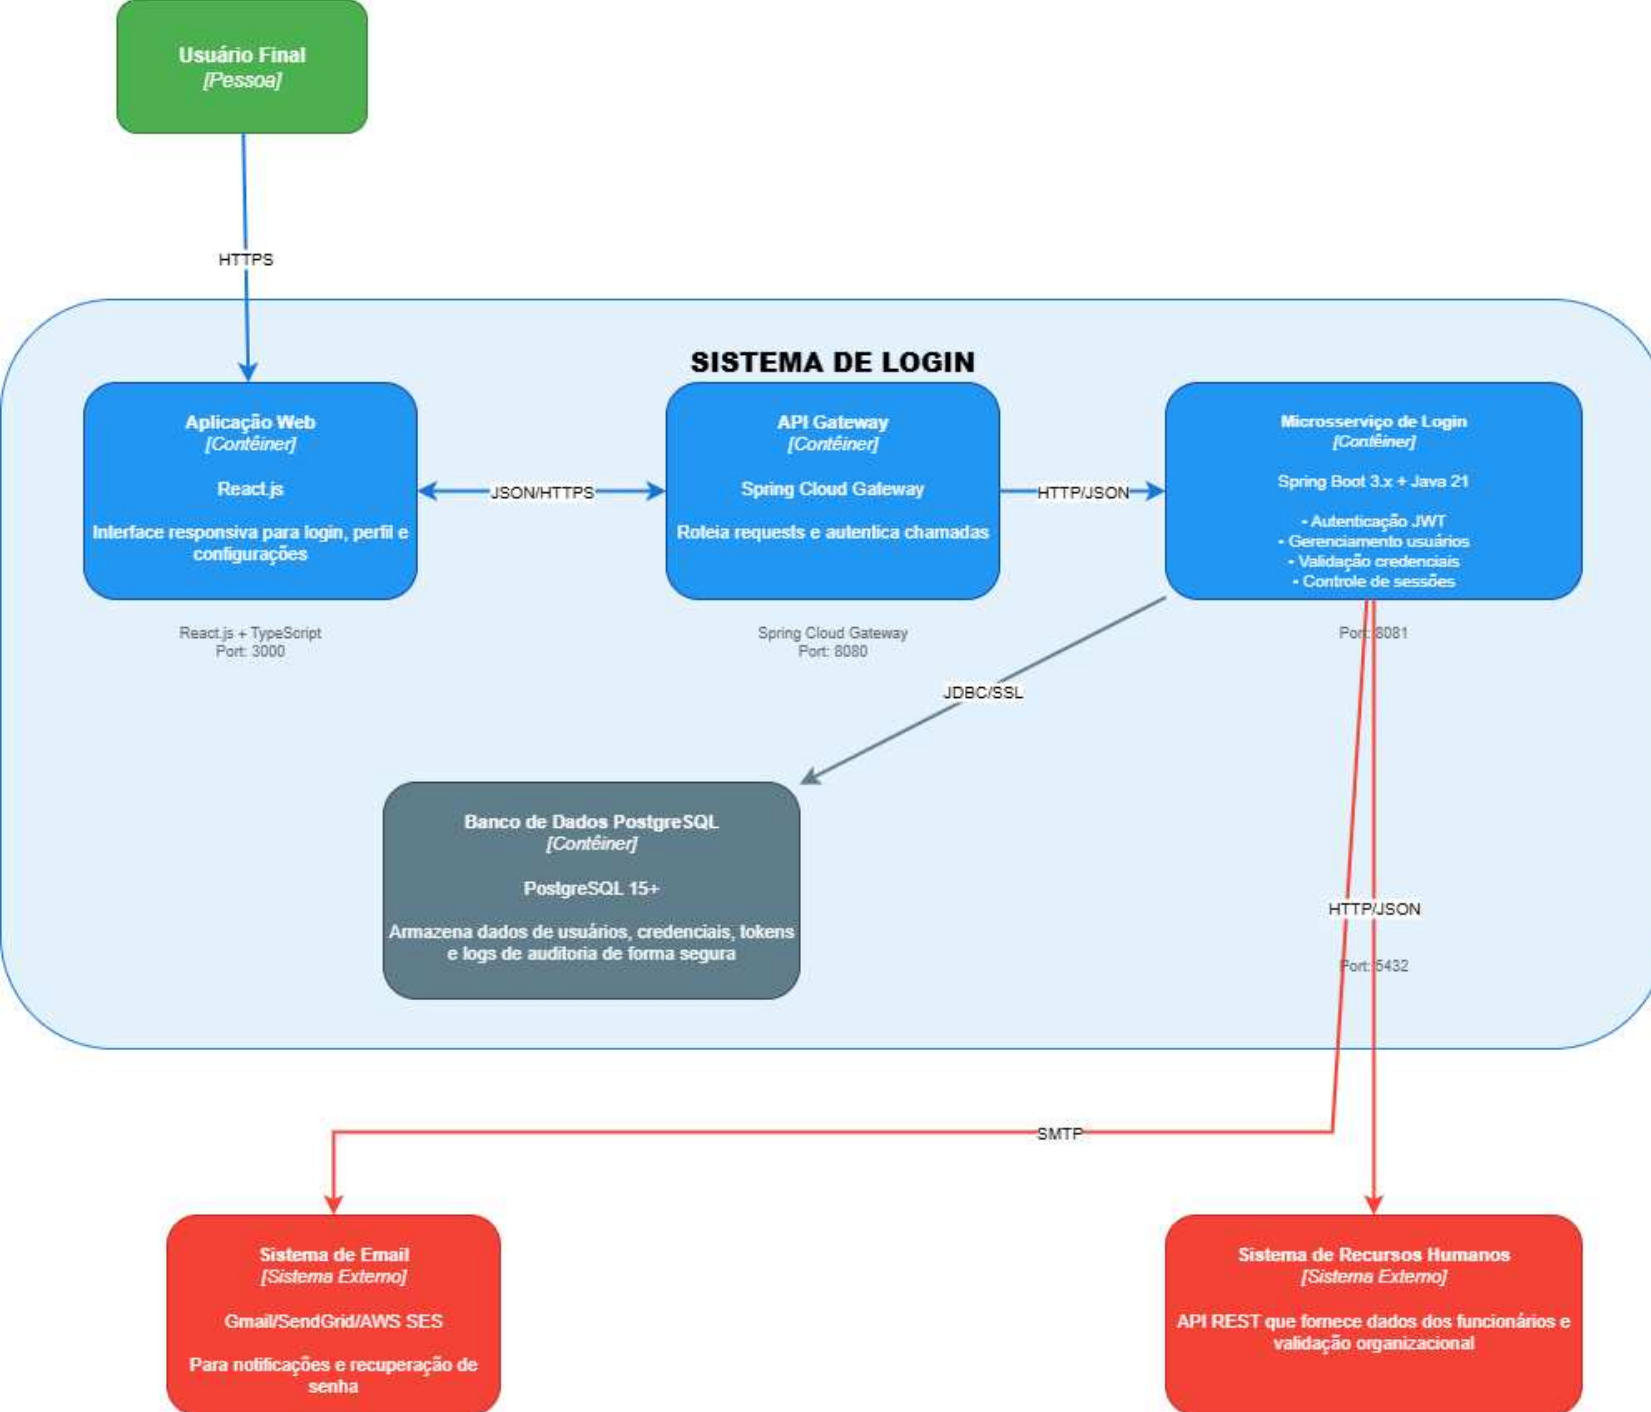 Usuário Final
[Pessoa]
HTTPS
SISTEMA DE LOGIN
Aplicação Web
[Contêiner]
React.js
Interface responsiva para login, perfil e
configurações
React.js + TypeScript
Port: 3000
JSON/HTTPS
API Gateway
[Contêiner]
Spring Cloud Gateway
Roteia requests e autentica chamadas
Spring Cloud Gateway
Port: 8080
HTTP/JSON
Microsserviço de Login
[Contêiner]
Spring Boot 3.x + Java 21
• Autenticação JWT
• Gerenciamento usuários
• Validação credenciais
• Controle de sessões
Port: 8081
JDBC/SSL
Banco de Dados PostgreSQL
[Contêiner]
PostgreSQL 15+
Armazena dados de usuários, credenciais, tokens
e logs de auditoria de forma segura
HTTP/JSON
Port: 5432
SMTP
Sistema de Email
[Sistema Externo]
Gmail/SendGrid/AWS SES
Para notificações e recuperação de
senha
Sistema de Recursos Humanos
[Sistema Externo]
API REST que fornece dados dos funcionários e
validação organizacional